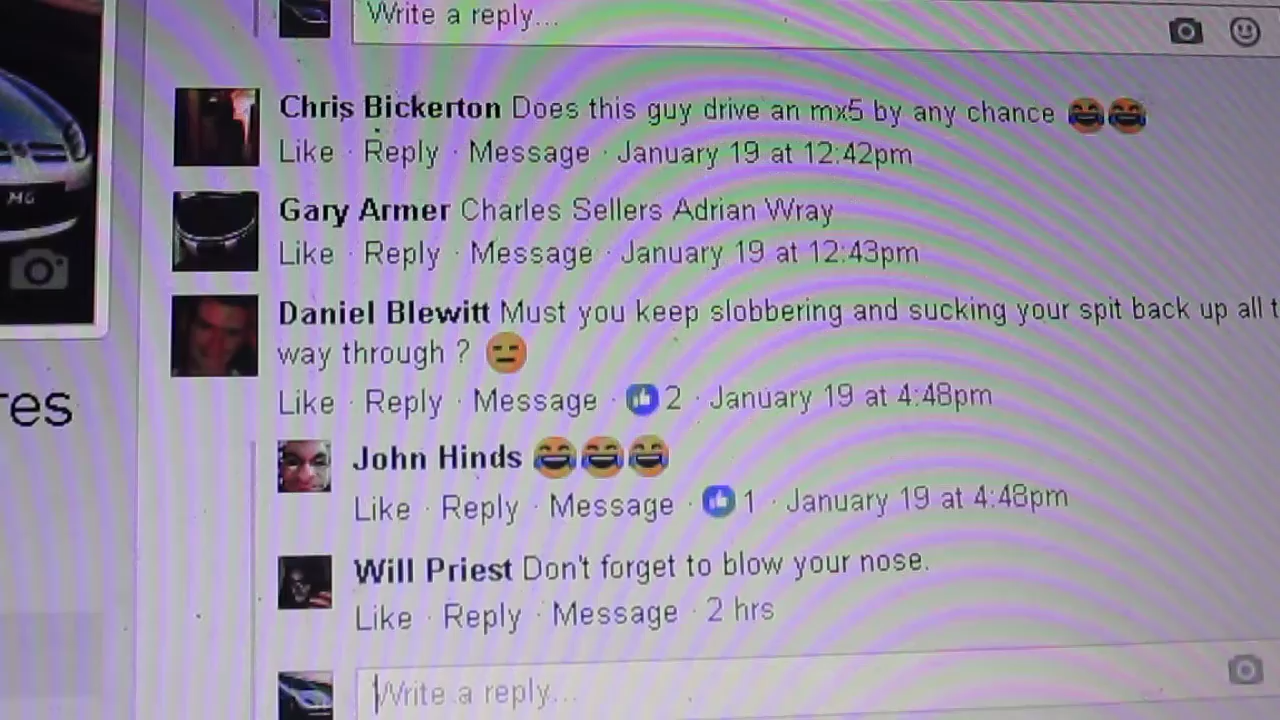 Write a reply...
Chris Bickerton Does this guy drive an mx5 by any chance 😂😂
Like · Reply · Message · January 19 at 12:42pm
MG
Gary Armer Charles Sellers Adrian Wray
Like · Reply · Message · January 19 at 12:43pm
Daniel Blewitt Must you keep slobbering and sucking your spit back up all t
way through ? 😑
Like · Reply · Message · 2 · January 19 at 4:48pm
res
John Hinds 😂😂😂
Like · Reply · Message · 1 · January 19 at 4:48pm
Will Priest Don't forget to blow your nose.
Like · Reply · Message · 2 hrs
Write a reply...